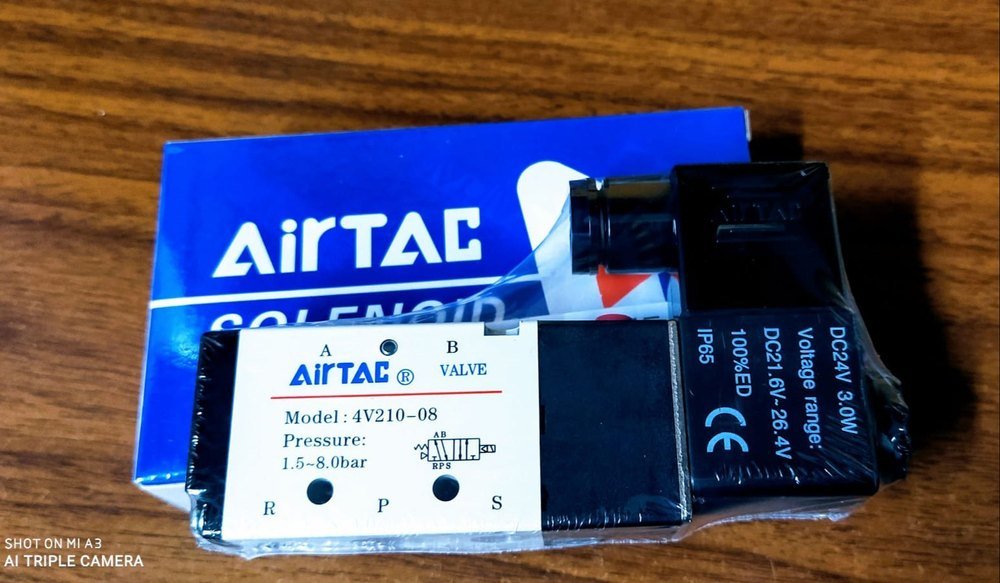 AirTAC
SOLENOID
AirTAC
A
B
AirTAC ® VALVE
Model : 4V210-08
Pressure:
1.5~8.0bar
AB
RPS
R
P
S
DC24V 3.0W
Voltage range:
DC21.6V~26.4V
100%ED
IP65
CE
SHOT ON MI A3
AI TRIPLE CAMERA